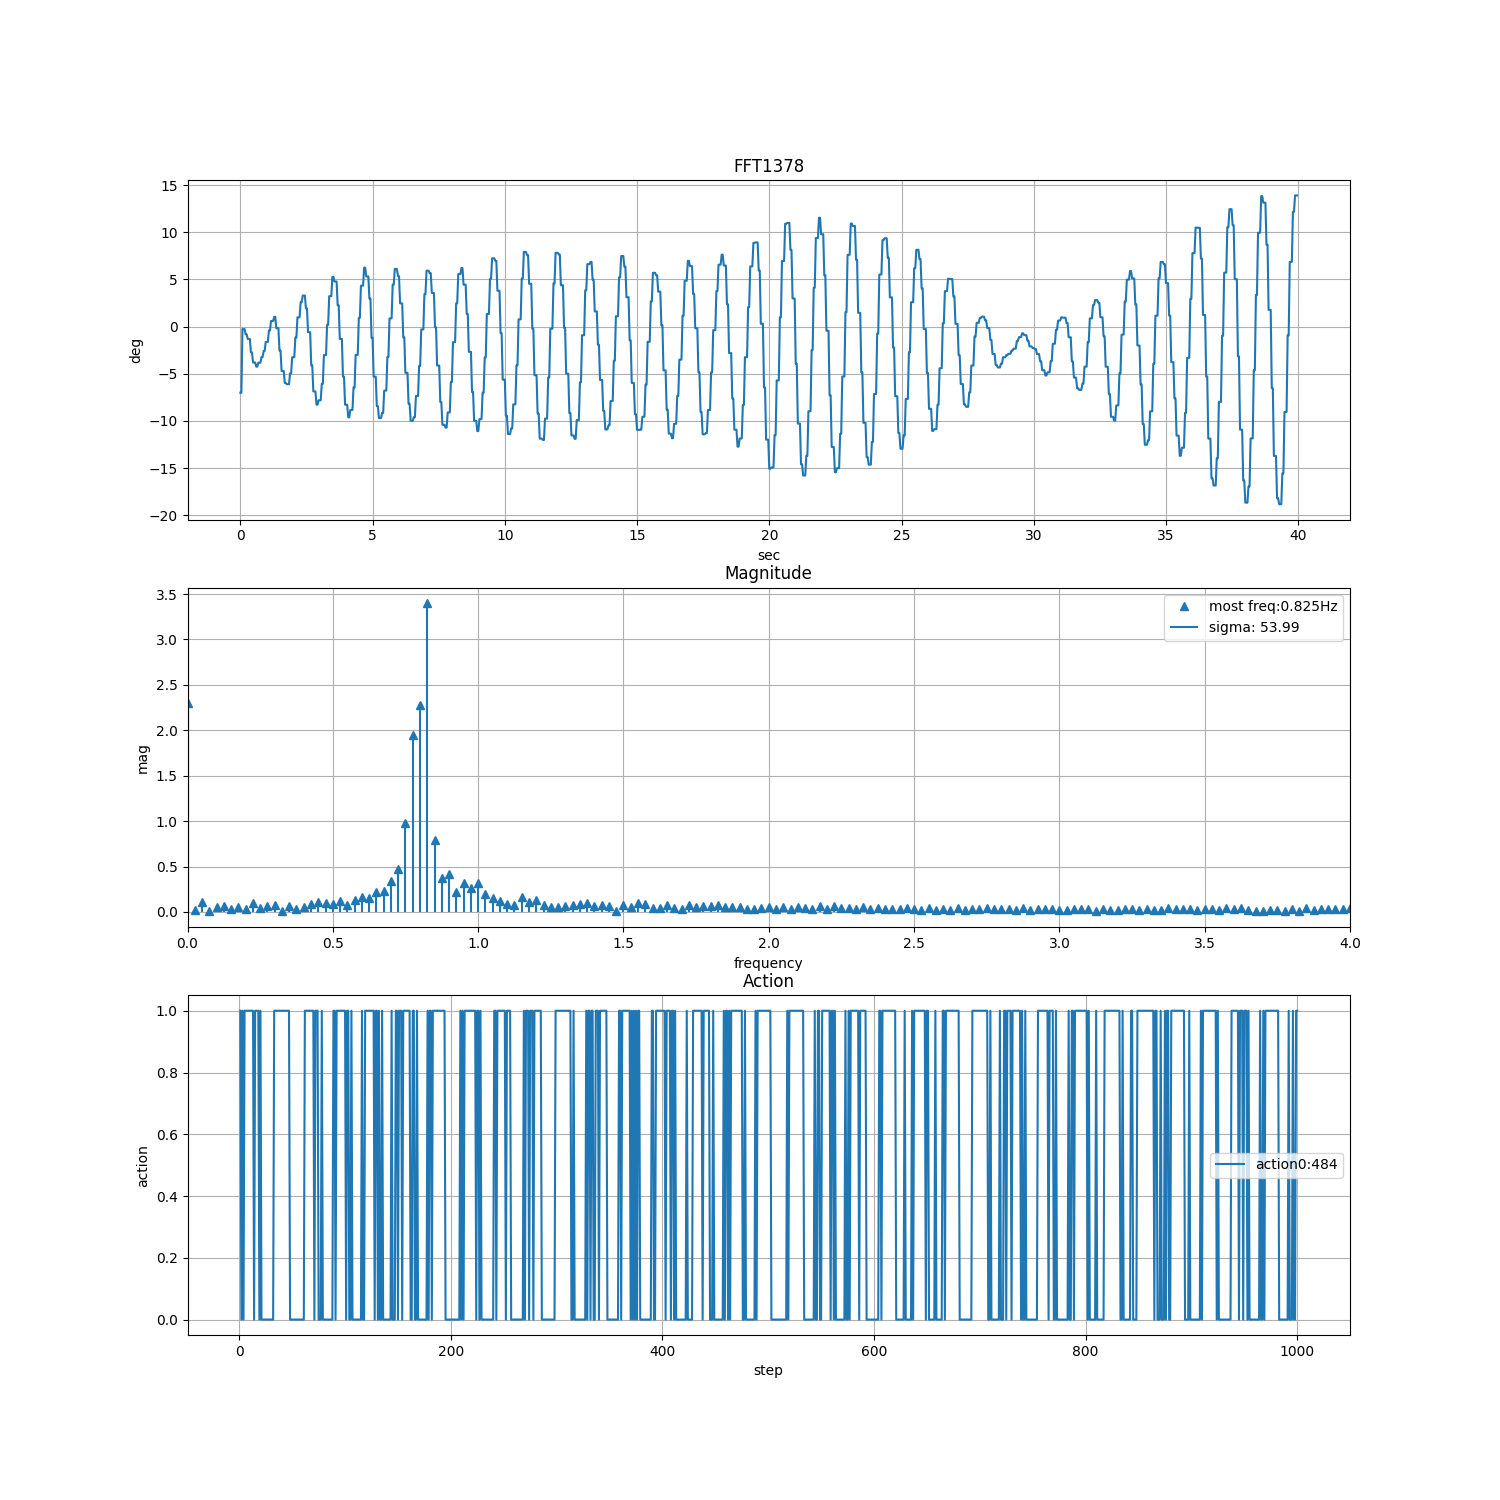 FFT1378
15
10
5
0
−5
−10
−15
−20
deg
0 5 10 15 20 25 30 35 40
sec
Magnitude
3.5
3.0
2.5
2.0
1.5
1.0
0.5
0.0
mag
most freq:0.825Hz
sigma: 53.99
0.0 0.5 1.0 1.5 2.0 2.5 3.0 3.5 4.0
frequency
Action
1.0
0.8
0.6
0.4
0.2
0.0
action
action0:484
0 200 400 600 800 1000
step